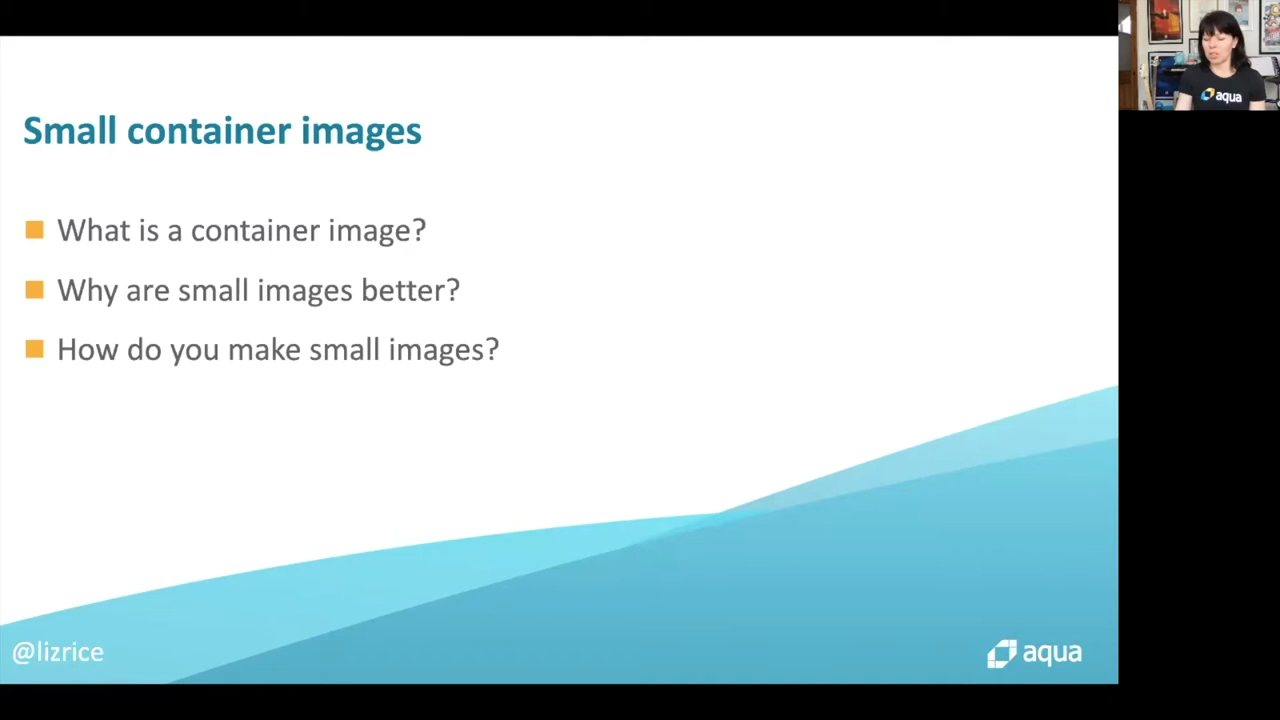 Small container images
What is a container image?
Why are small images better?
How do you make small images?
@lizrice
aqua
aqua